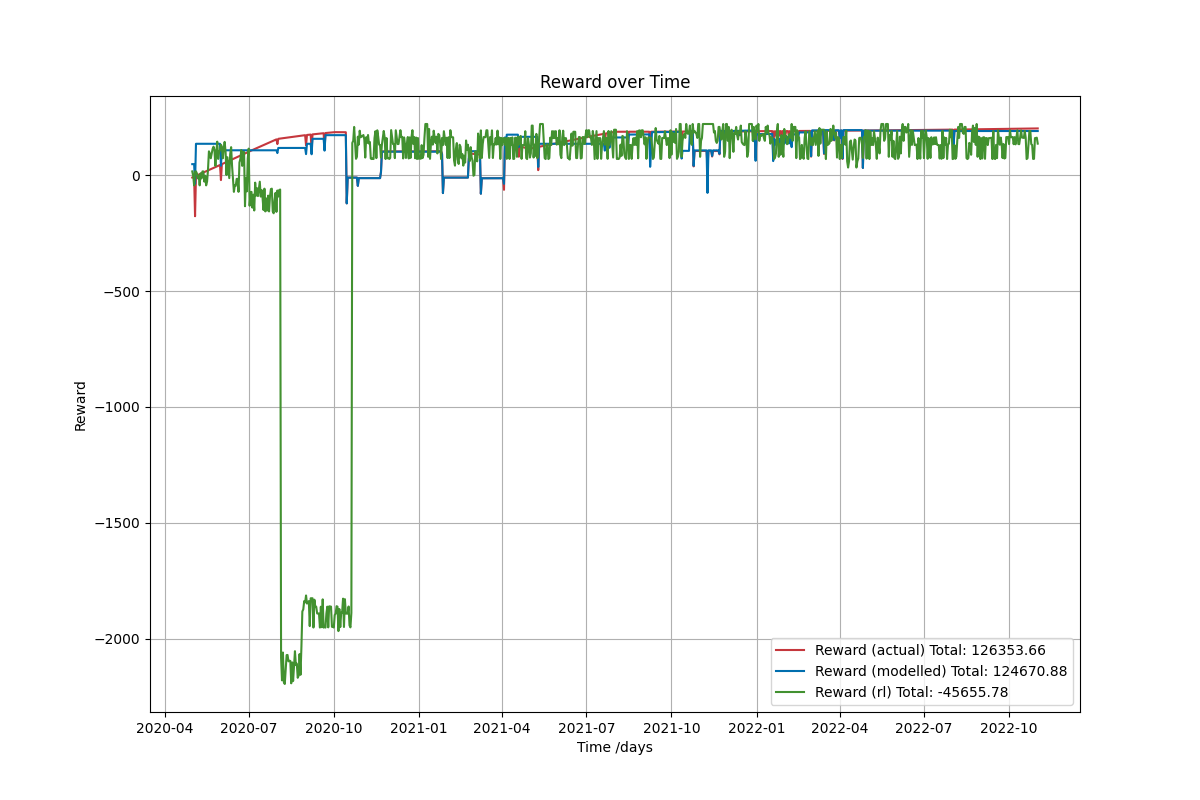 Reward over Time
0
−500
−1000
−1500
−2000
Reward
2020-04
2020-07
2020-10
2021-01
2021-04
2021-07
2021-10
2022-01
2022-04
2022-07
2022-10
Time /days
Reward (actual) Total: 126353.66
Reward (modelled) Total: 124670.88
Reward (rl) Total: -45655.78